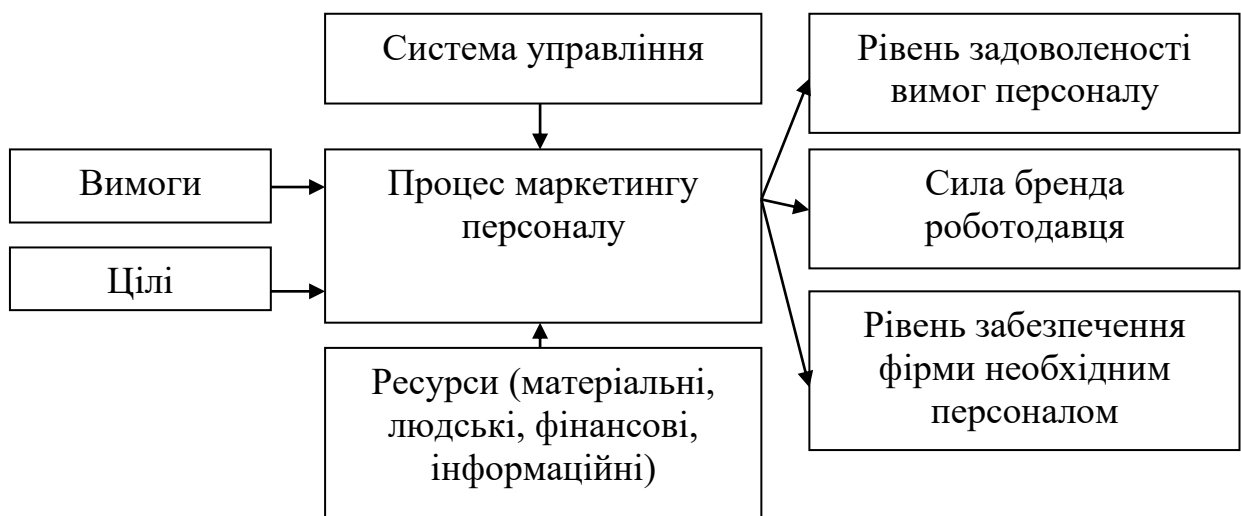 Система управління
Рівень задоволеності
вимог персоналу
Вимоги
Процес маркетингу
персоналу
Сила бренда
роботодавця
Цілі
Ресурси (матеріальні,
людські, фінансові,
інформаційні)
Рівень забезпечення
фірми необхідним
персоналом